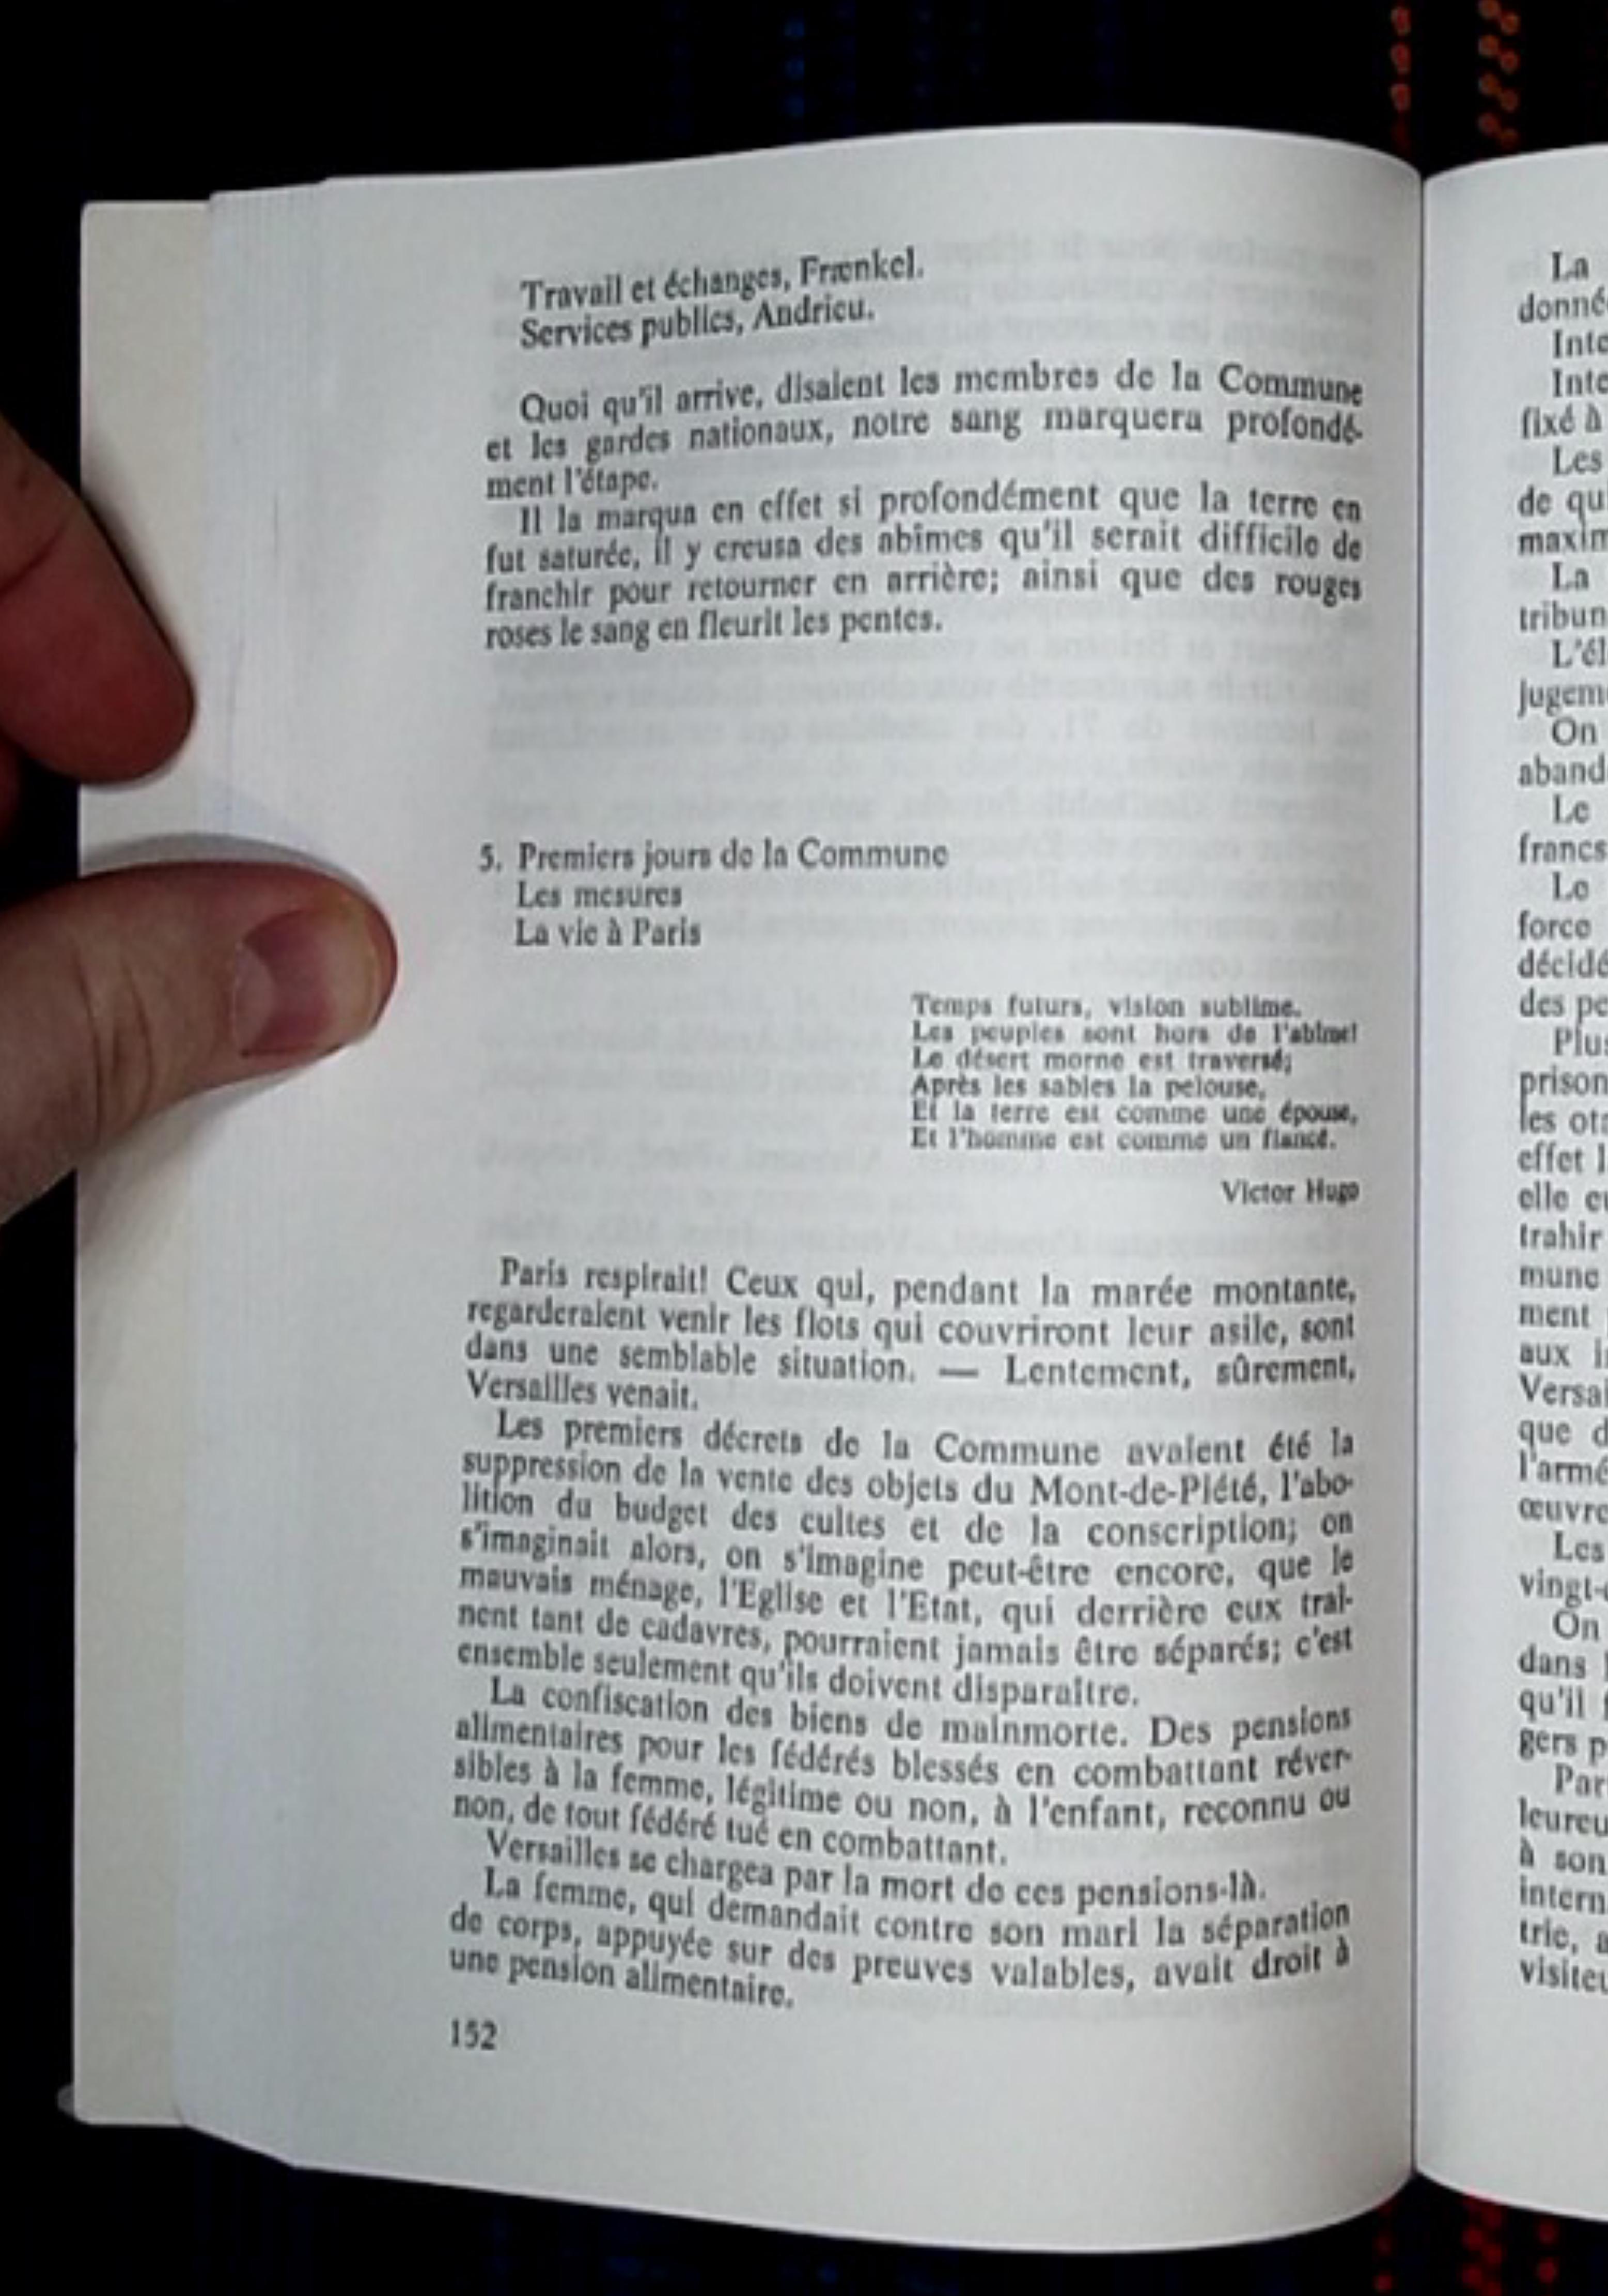 Travail et échanges, Frænkel.
Services publics, Andrieu.
Quoi qu'il arrive, disaient les membres de la Commune
et les gardes nationaux, notre sang marquera profondé-
ment l'étape.
Il la marqua en effet si profondément que la terre en
fut saturée, il y creusa des abîmes qu'il serait difficile de
franchir pour retourner en arrière; ainsi que des rouges
roses le sang en fleurit les pentes.
5. Premiers jours de la Commune
Les mesures
La vie à Paris
Temps futurs, vision sublime.
Les peuples sont hors de l'abîme!
Le désert morne est traversé;
Après les sables la pelouse,
Et la terre est comme une épouse,
Et l'homme est comme un fiancé.
Victor Hugo
Paris respirait! Ceux qui, pendant la marée montante,
regarderaient venir les flots qui couvriront leur asile, sont
dans une semblable situation. — Lentement, sûrement,
Versailles venait.
Les premiers décrets de la Commune avaient été la
suppression de la vente des objets du Mont-de-Piété, l'abo-
lition du budget des cultes et de la conscription; on
s'imaginait alors, on s'imagine peut-être encore, que le
mauvais ménage, l'Eglise et l'Etat, qui derrière eux traî-
nent tant de cadavres, pourraient jamais être séparés; c'est
ensemble seulement qu'ils doivent disparaître.
La confiscation des biens de mainmorte. Des pensions
alimentaires pour les fédérés blessés en combattant réver-
sibles à la femme, légitime ou non, à l'enfant, reconnu ou
non, de tout fédéré tué en combattant.
Versailles se chargea par la mort de ces pensions-là.
La femme, qui demandait contre son mari la séparation
de corps, appuyée sur des preuves valables, avait droit à
une pension alimentaire.
152
La
donné
Inte
Inte
fixé à
Les
de qu
maxim
La
tribun
L'él
jugem
On
aband
Le
francs
Le
force
décidé
des pe
Plus
prison
les ota
effet l
elle eu
trahir
mune
ment
aux i
Versai
que d
l'armé
œuvre
Les
vingt-
On
dans
qu'il
gers p
Par
leureu
à son
intern
trie, a
visiteu